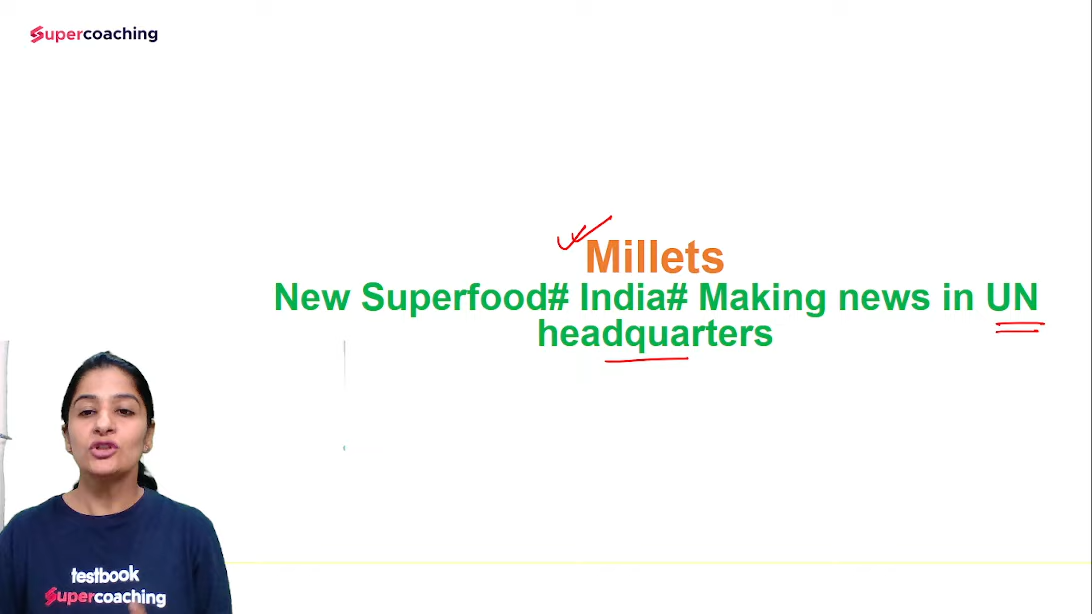 Supercoaching
Millets
New Superfood# India# Making news in UN
headquarters
testbook
Supercoaching